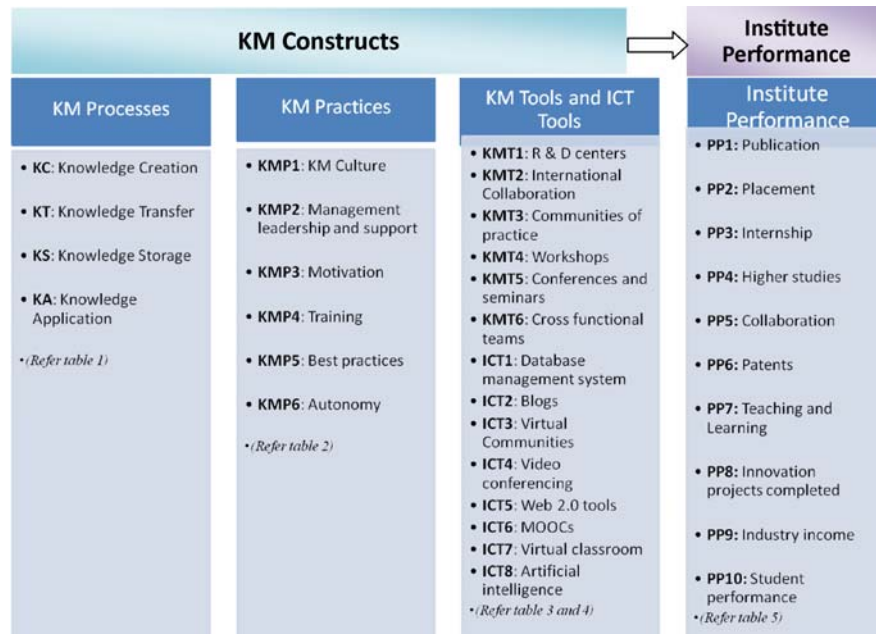 KM Constructs
Institute
Performance
KM Processes
• KC: Knowledge Creation
• KT: Knowledge Transfer
• KS: Knowledge Storage
• KA: Knowledge
Application
• (Refer table 1)
KM Practices
• KMP1: KM Culture
• KMP2: Management
leadership and support
• KMP3: Motivation
• KMP4: Training
• KMP5: Best practices
• KMP6: Autonomy
• (Refer table 2)
KM Tools and ICT
Tools
• KMT1: R & D centers
• KMT2: International
Collaboration
• KMT3: Communities of
practice
• KMT4: Workshops
• KMT5: Conferences and
seminars
• KMT6: Cross functional
teams
• ICT1: Database
management system
• ICT2: Blogs
• ICT3: Virtual
Communities
• ICT4: Video
conferencing
• ICT5: Web 2.0 tools
• ICT6: MOOCs
• ICT7: Virtual classroom
• ICT8: Artificial
intelligence
• (Refer table 3 and 4)
Institute
Performance
• PP1: Publication
• PP2: Placement
• PP3: Internship
• PP4: Higher studies
• PP5: Collaboration
• PP6: Patents
• PP7: Teaching and
Learning
• PP8: Innovation
projects completed
• PP9: Industry income
• PP10: Student
performance
• (Refer table 5)